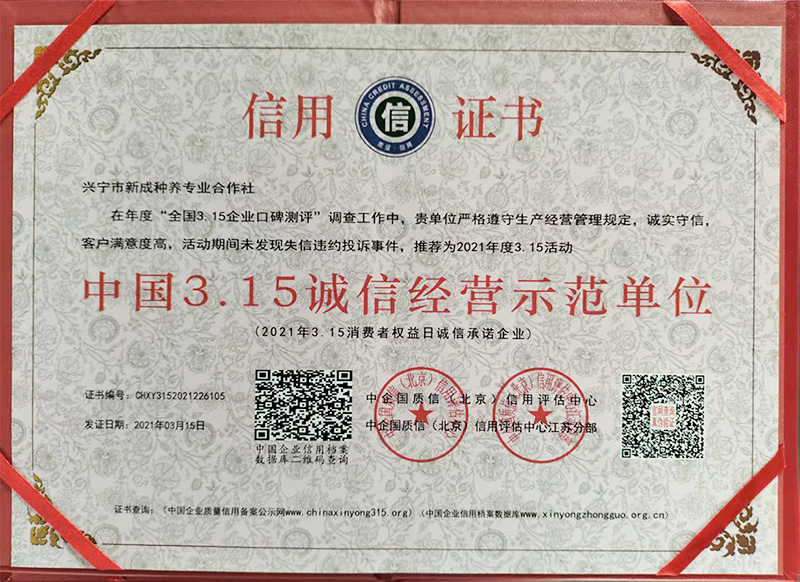 信用
CHINA CREDIT ASSESSMENT
信
质监·信用
证书
兴宁市新成种养专业合作社
在年度“全国3.15企业口碑测评”调查工作中，贵单位严格遵守生产经营管理规定，诚实守信，
客户满意度高，活动期间未发现失信违约投诉事件，推荐为2021年度3.15活动
中国3.15诚信经营示范单位
(2021年3.15消费者权益日诚信承诺企业)
证书编号：CHXY3152021226105
发证日期：2021年03月15日
中国企业信用档案
数据库二维码查询
中企国质信（北京）信用评估中心
中企国质信（北京）信用评估中心江苏分部
官网查询
真伪验证
证书查询：（中国企业质量信用备案公示网www.chinaxinyong315.org）（中国企业信用档案数据库www.xinyongzhongguo.org.cn）